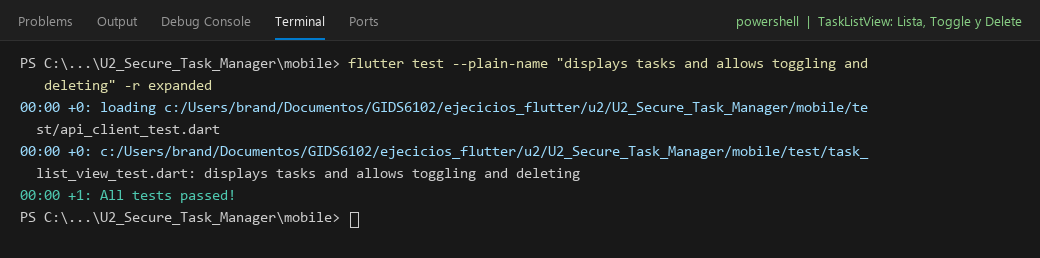 Problems Output Debug Console Terminal Ports powershell | TaskListView: Lista, Toggle y Delete
PS C:\...\U2_Secure_Task_Manager\mobile> flutter test --plain-name "displays tasks and allows toggling and
deleting" -r expanded
00:00 +0: loading c:/Users/brand/Documentos/GIDS6102/ejecicios_flutter/u2/U2_Secure_Task_Manager/mobile/te
st/api_client_test.dart
00:00 +0: c:/Users/brand/Documentos/GIDS6102/ejecicios_flutter/u2/U2_Secure_Task_Manager/mobile/test/task_
list_view_test.dart: displays tasks and allows toggling and deleting
00:00 +1: All tests passed!
PS C:\...\U2_Secure_Task_Manager\mobile>